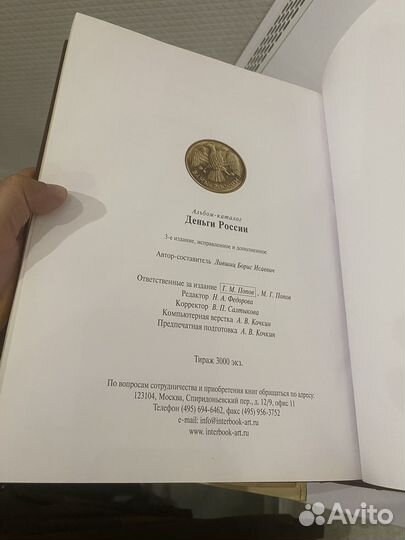 Альбом-каталог
Деньги России
3-е издание, исправленное и дополненное
Автор-составитель Лившиц Борис Исаевич
Ответственные за издание Г. М. Попов, М. Г. Попов
Редактор Н. А. Федорова
Корректор В. П. Салтыкова
Компьютерная верстка А. В. Кочкин
Предпечатная подготовка А. В. Кочкин
Тираж 3000 экз.
По вопросам сотрудничества и приобретения книг обращаться по адресу:
123104, Москва, Спиридоньевский пер., д. 12/9, офис 11
Телефон (495) 694-6462, факс (495) 956-3752
e-mail: info@interbook-art.ru
www.interbook-art.ru
Avito